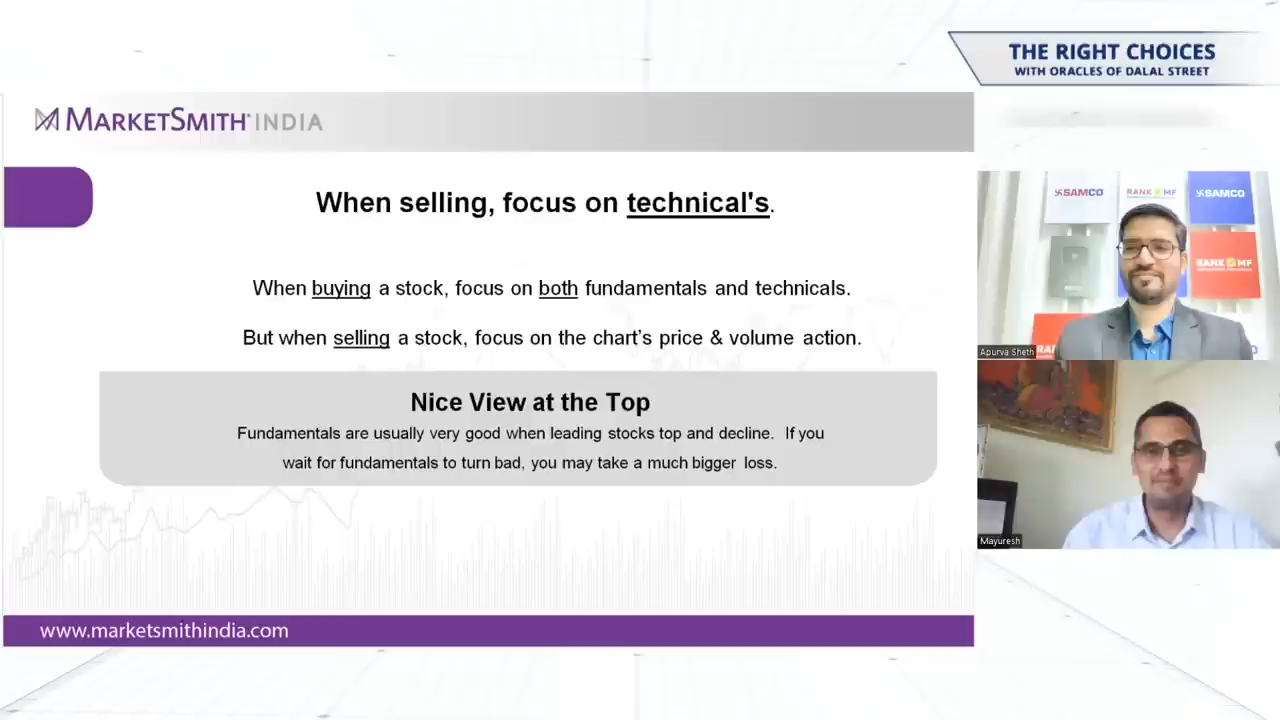 THE RIGHT CHOICES
WITH ORACLES OF DALAL STREET
MARKETSMITH INDIA
When selling, focus on technical's.
When buying a stock, focus on both fundamentals and technicals.
But when selling a stock, focus on the chart's price & volume action.
Nice View at the Top
Fundamentals are usually very good when leading stocks top and decline. If you
wait for fundamentals to turn bad, you may take a much bigger loss.
www.marketsmithindia.com
SAMCO
RANK MF
SAMCO
RANK MF
RANK
Apurva Sheth
Mayuresh